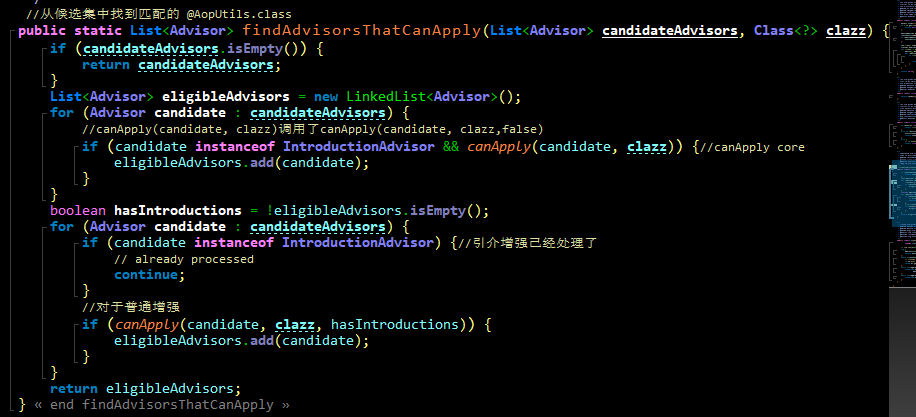 //从候选集中找到匹配的 @AopUtils.class
public static List<Advisor> findAdvisorsThatCanApply(List<Advisor> candidateAdvisors, Class<?> clazz) {
if (candidateAdvisors.isEmpty()) {
return candidateAdvisors;
}
List<Advisor> eligibleAdvisors = new LinkedList<Advisor>();
for (Advisor candidate : candidateAdvisors) {
//canApply(candidate, clazz)调用了canApply(candidate, clazz,false)
if (candidate instanceof IntroductionAdvisor && canApply(candidate, clazz)) {//canApply core
eligibleAdvisors.add(candidate);
}
}
boolean hasIntroductions = !eligibleAdvisors.isEmpty();
for (Advisor candidate : candidateAdvisors) {
if (candidate instanceof IntroductionAdvisor) {//引介增强已经处理了
// already processed
continue;
}
//对于普通增强
if (canApply(candidate, clazz, hasIntroductions)) {
eligibleAdvisors.add(candidate);
}
}
return eligibleAdvisors;
} « end findAdvisorsThatCanApply »